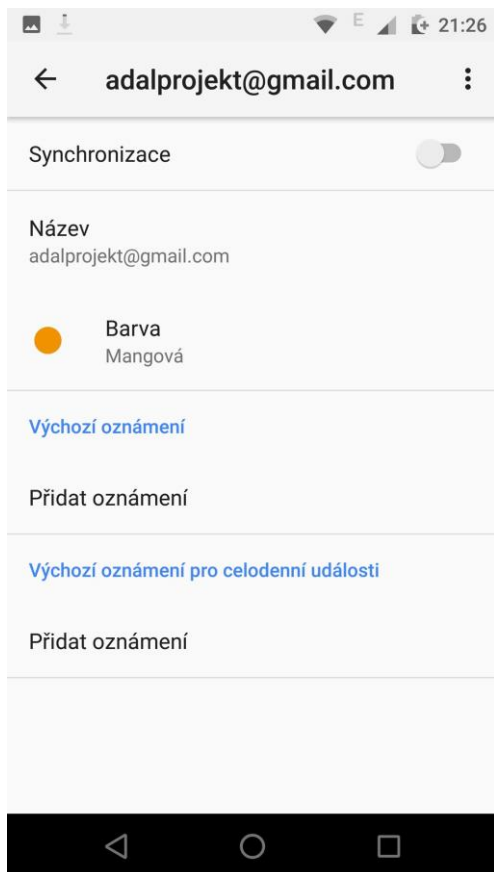 E 21:26
adalprojekt@gmail.com
Synchronizace
Název
adalprojekt@gmail.com
Barva
Mangová
Výchozí oznámení
Přidat oznámení
Výchozí oznámení pro celodenní události
Přidat oznámení